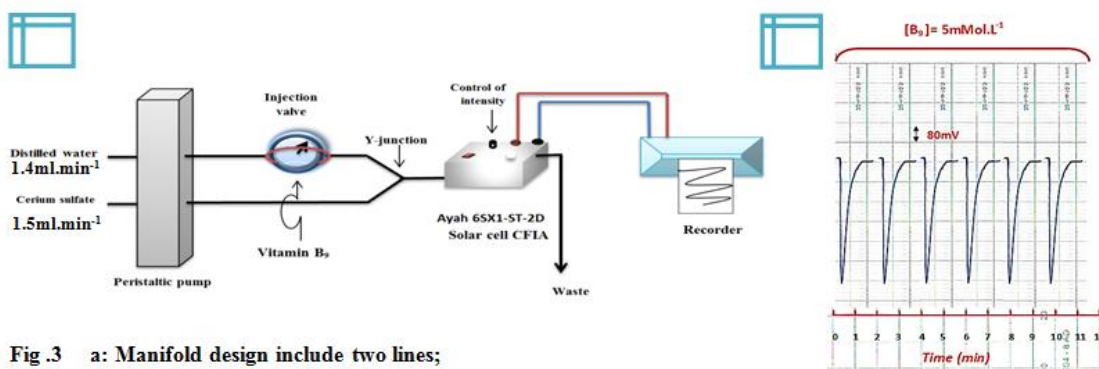 Injection
valve
Control of
intensity
Y-junction
Distilled water
1.4ml.min⁻¹
Cerium sulfate
1.5ml.min⁻¹
Ayah 6SX1-ST-2D
Solar cell CFIA
Recorder
Vitamin B₉
Peristaltic pump
Waste
Fig .3 a: Manifold design include two lines;
[B₉]= 5mMol.L⁻¹
80mV
0 1 2 3 4 5 6 7 8 9 10 11
Time (min)